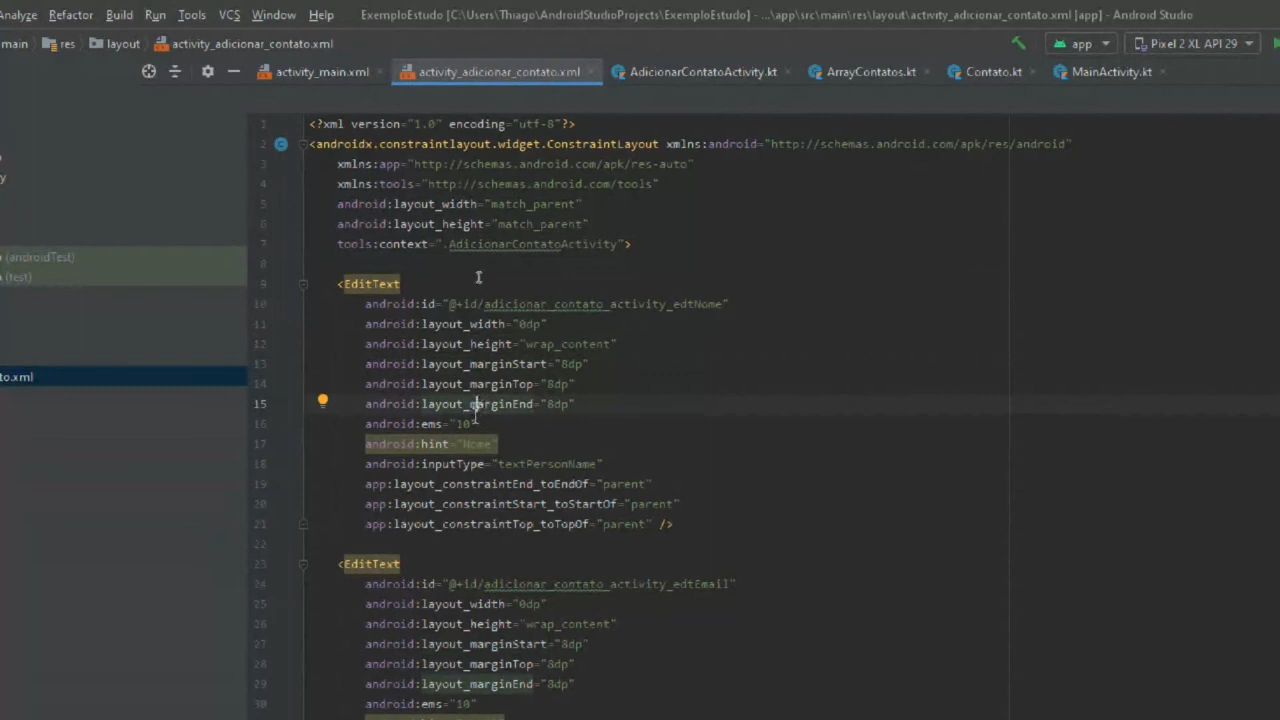 Analyze Refactor Build Run Tools VCS Window Help ExemploEstudo [C:\Users\Thiago\AndroidStudioProjects\ExemploEstudo] - ...\app\src\main\res\layout\activity_adicionar_contato.xml [app] - Android Studio
main res layout activity_adicionar_contato.xml app Pixel 2 XL API 29
activity_main.xml activity_adicionar_contato.xml AdicionarContatoActivity.kt ArrayContatos.kt Contato.kt MainActivity.kt
(androidTest)
(test)
to.xml
1 <?xml version="1.0" encoding="utf-8"?>
2 <androidx.constraintlayout.widget.ConstraintLayout xmlns:android="http://schemas.android.com/apk/res/android"
3 xmlns:app="http://schemas.android.com/apk/res-auto"
4 xmlns:tools="http://schemas.android.com/tools"
5 android:layout_width="match_parent"
6 android:layout_height="match_parent"
7 tools:context=".AdicionarContatoActivity">
8
9 <EditText
10 android:id="@+id/adicionar_contato_activity_edtNome"
11 android:layout_width="0dp"
12 android:layout_height="wrap_content"
13 android:layout_marginStart="8dp"
14 android:layout_marginTop="8dp"
15 android:layout_marginEnd="8dp"
16 android:ems="10"
17 android:hint="Nome"
18 android:inputType="textPersonName"
19 app:layout_constraintEnd_toEndOf="parent"
20 app:layout_constraintStart_toStartOf="parent"
21 app:layout_constraintTop_toTopOf="parent" />
22
23 <EditText
24 android:id="@+id/adicionar_contato_activity_edtEmail"
25 android:layout_width="0dp"
26 android:layout_height="wrap_content"
27 android:layout_marginStart="8dp"
28 android:layout_marginTop="8dp"
29 android:layout_marginEnd="8dp"
30 android:ems="10"